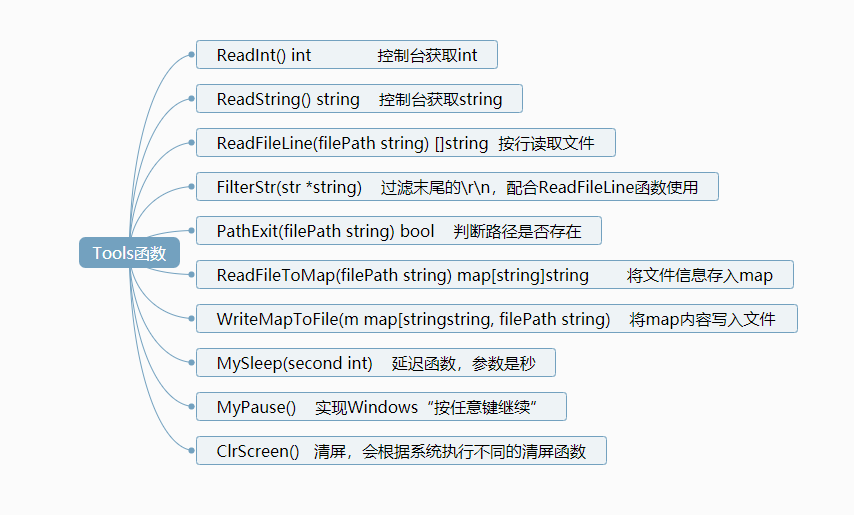 ReadInt() int 控制台获取int
ReadString() string 控制台获取string
ReadFileLine(filePath string) []string 按行读取文件
FilterStr(str *string) 过滤末尾的\r\n，配合ReadFileLine函数使用
PathExit(filePath string) bool 判断路径是否存在
Tools函数
ReadFileToMap(filePath string) map[string]string 将文件信息存入map
WriteMapToFile(m map[stringstring, filePath string) 将map内容写入文件
MySleep(second int) 延迟函数，参数是秒
MyPause() 实现Windows“按任意键继续”
ClrScreen() 清屏，会根据系统执行不同的清屏函数